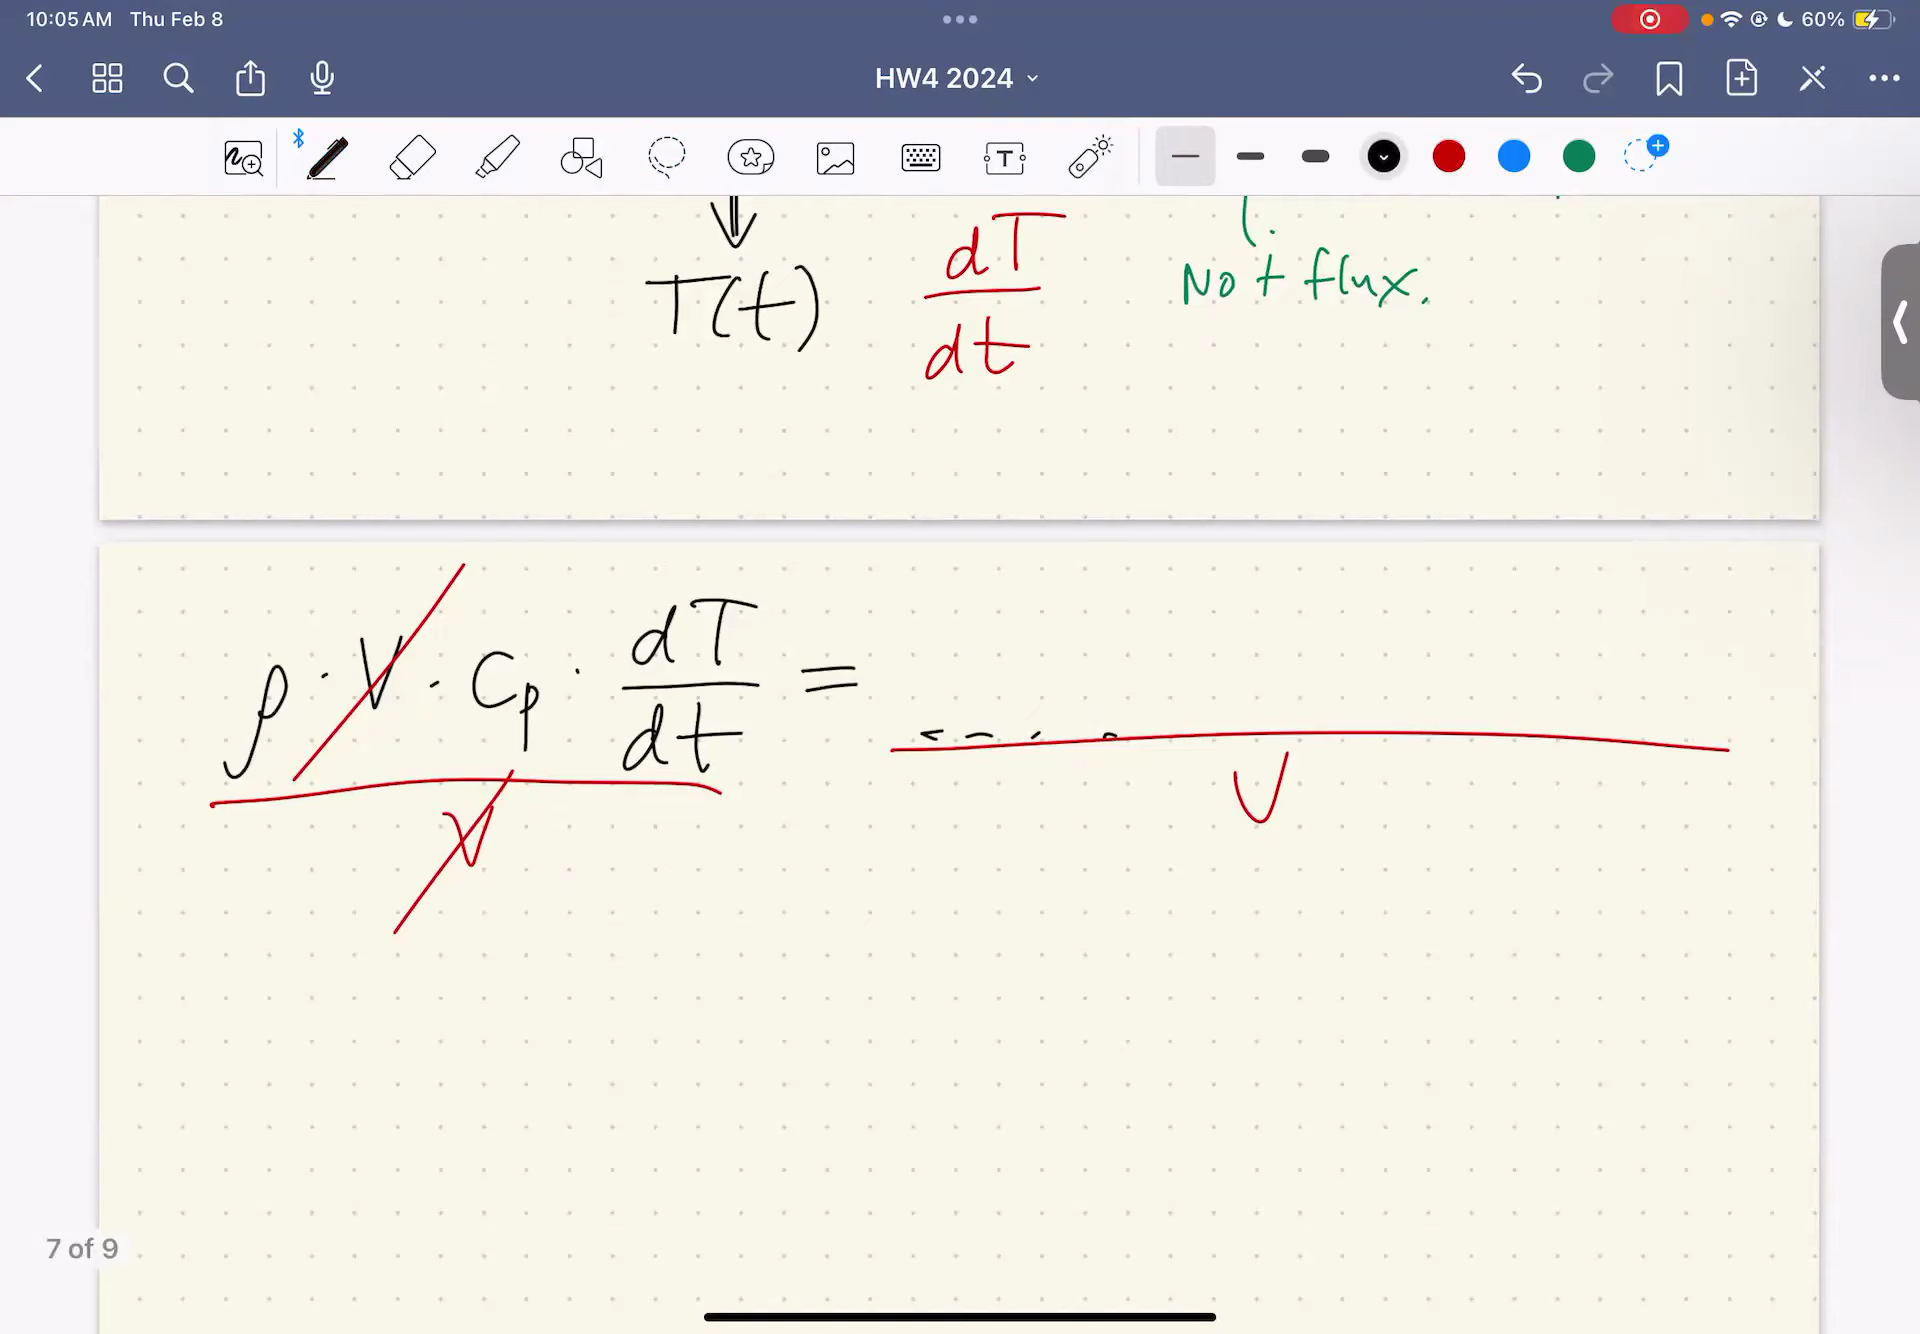 10:05 AM Thu Feb 8
60%
HW4 2024
T
T(t)
dT
dt
Not flux.
ρ · V · Cp · dT/dt =
V
V
7 of 9